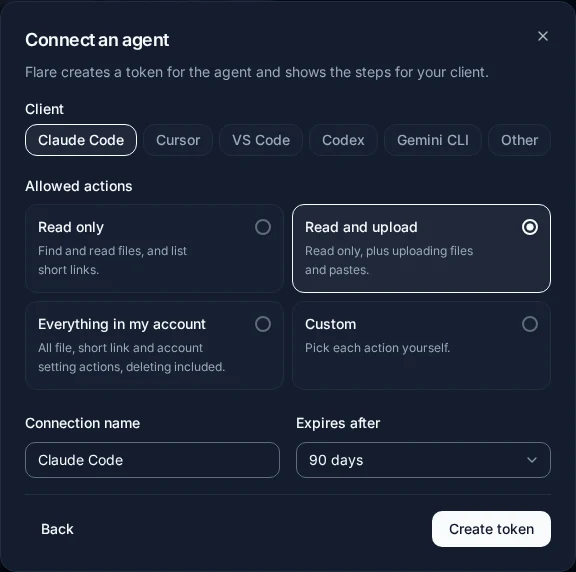 Connect an agent
Flare creates a token for the agent and shows the steps for your client.
Client
Claude Code
Cursor
VS Code
Codex
Gemini CLI
Other
Allowed actions
Read only
Find and read files, and list
short links.
Read and upload
Read only, plus uploading files
and pastes.
Everything in my account
All file, short link and account
setting actions, deleting included.
Custom
Pick each action yourself.
Connection name
Claude Code
Expires after
90 days
Back
Create token